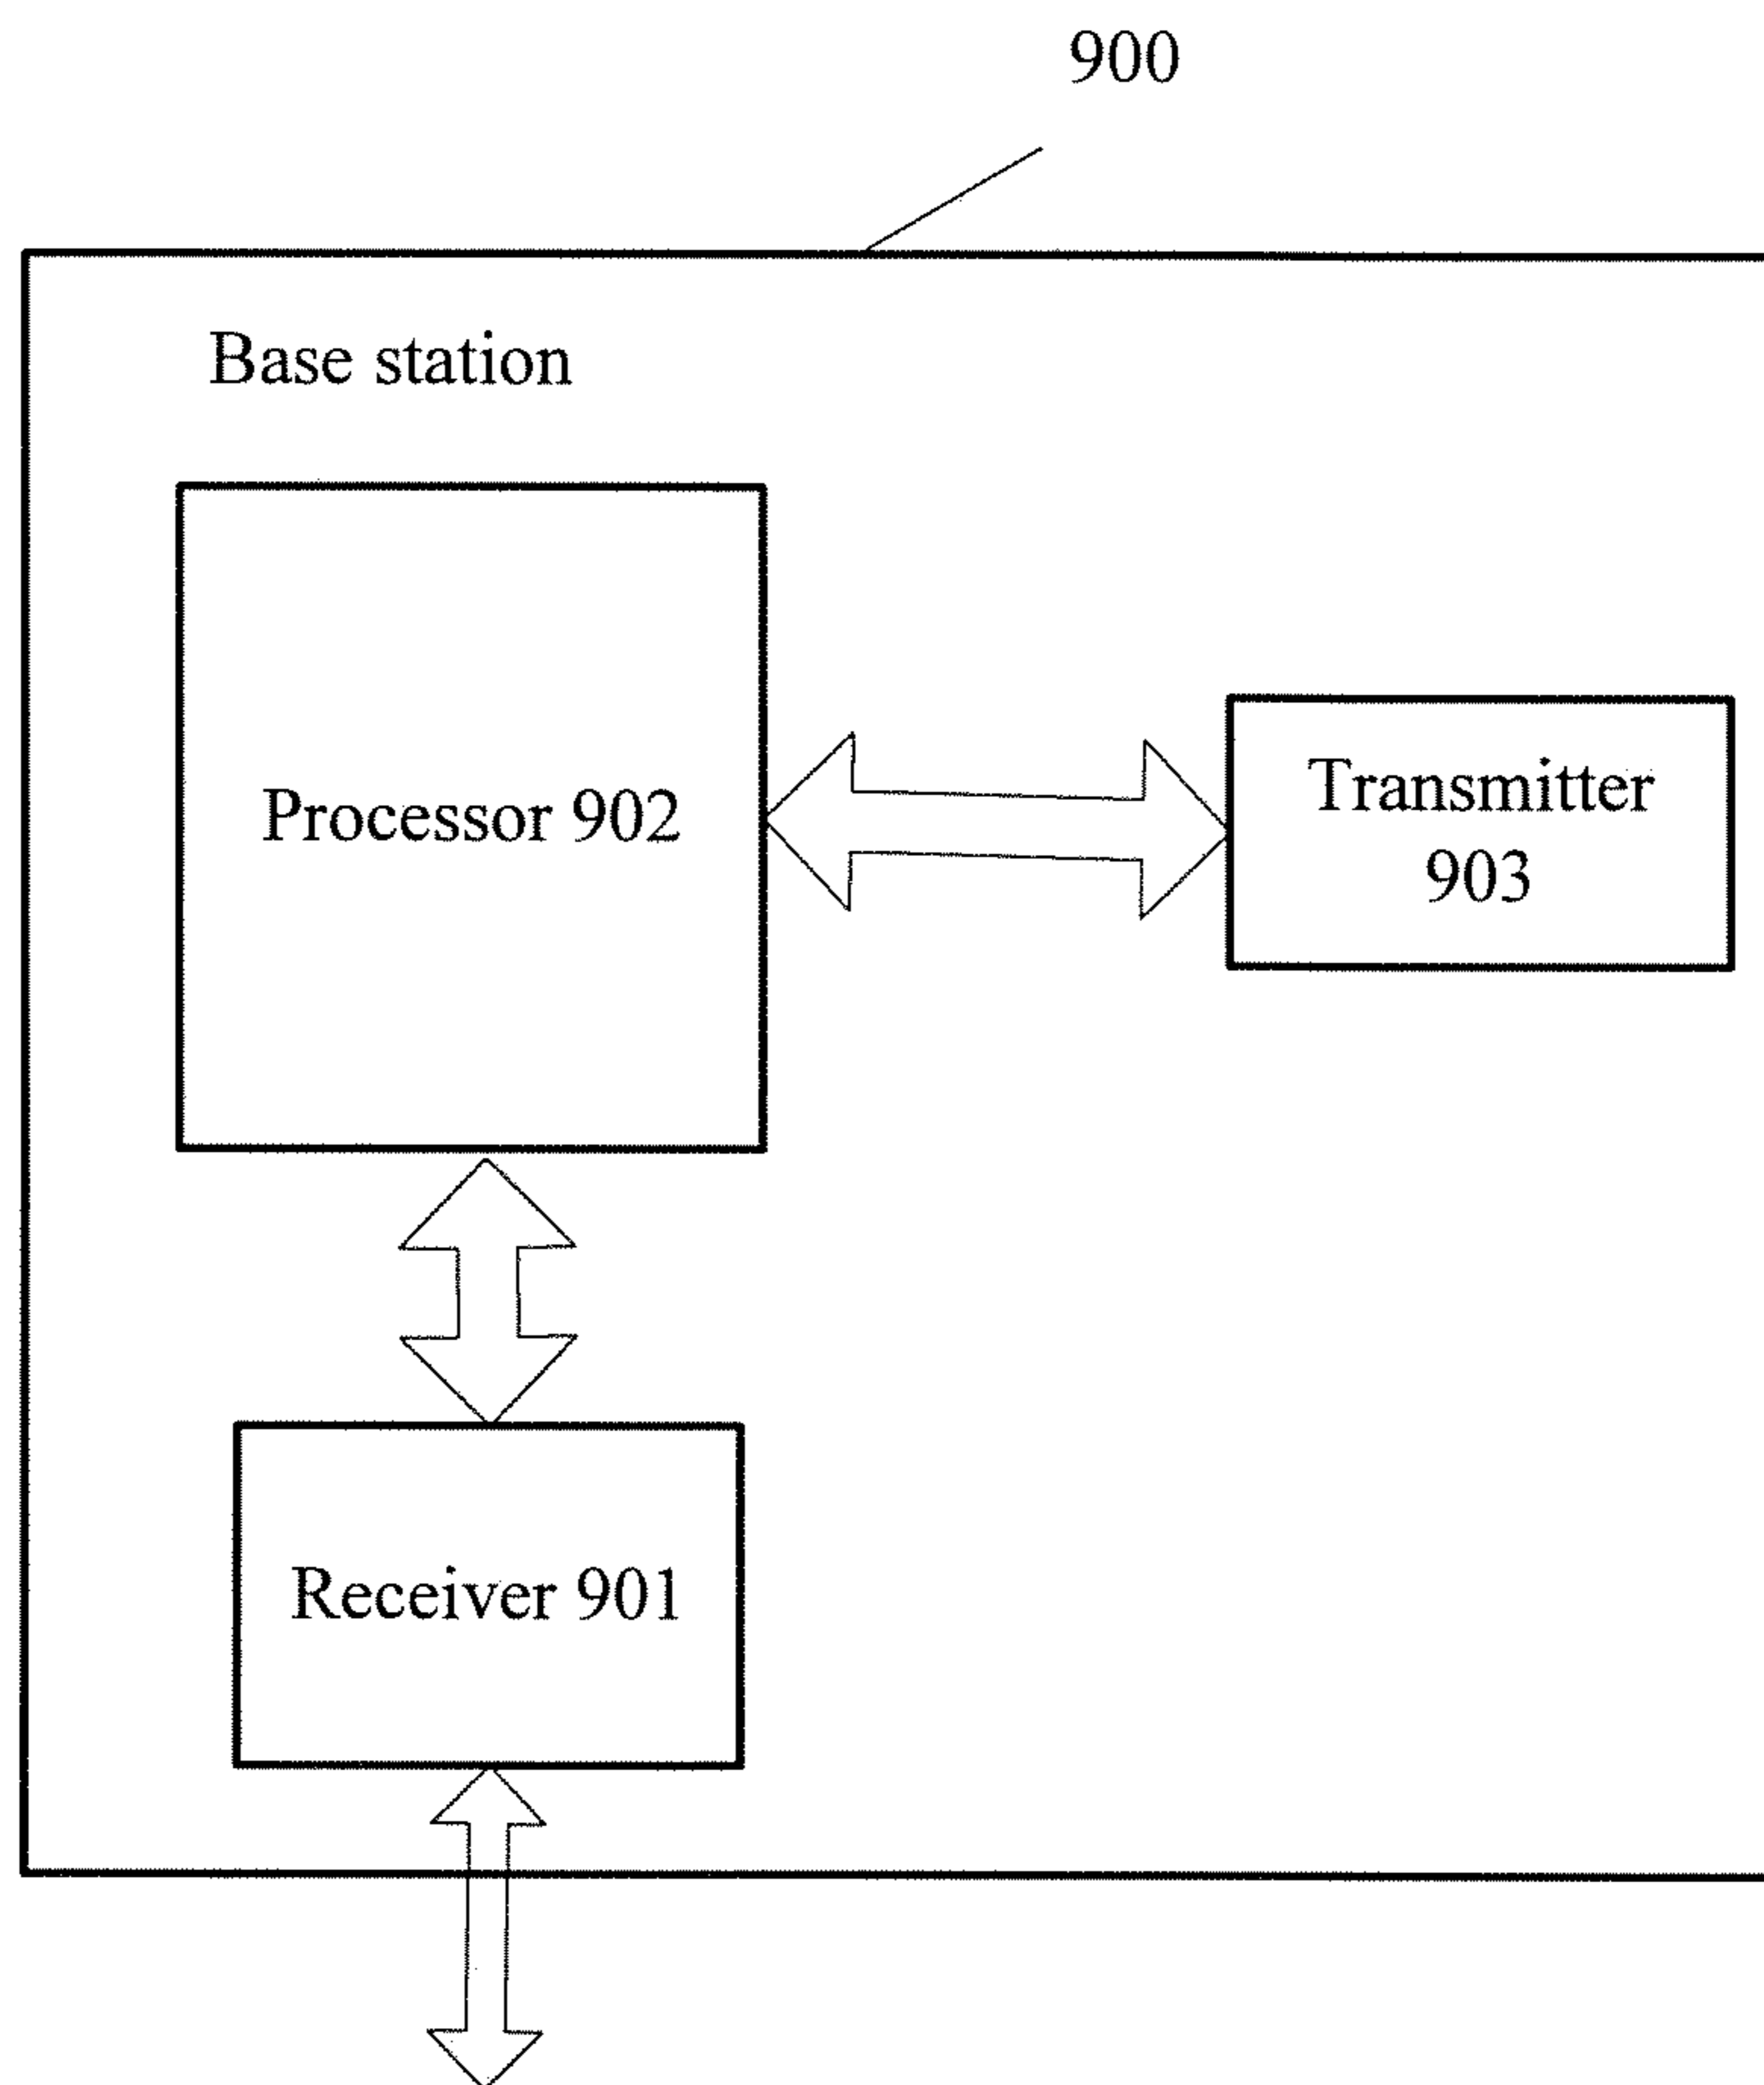 900
Base station
Processor 902
Transmitter
903
Receiver 901